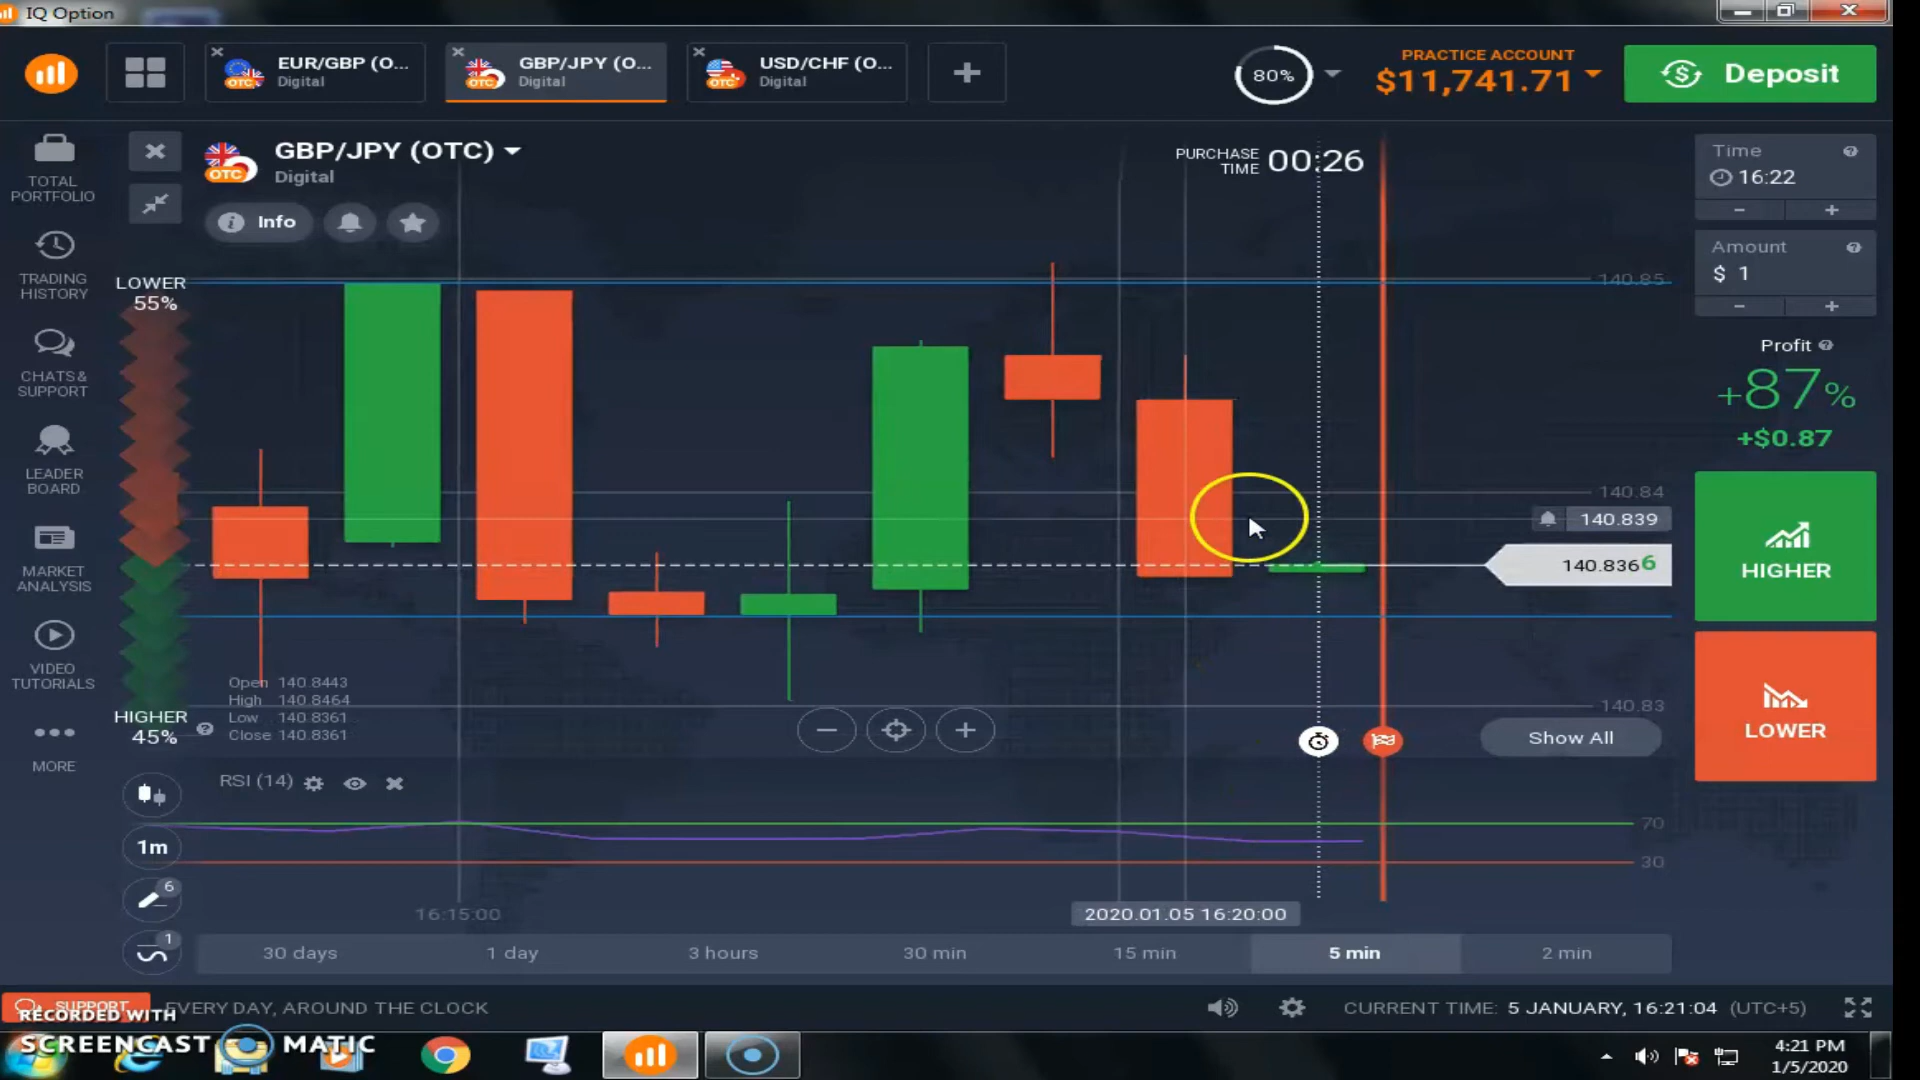 IQ Option
EUR/GBP (O...
Digital
GBP/JPY (O...
Digital
USD/CHF (O...
Digital
OTC
OTC
OTC
80%
PRACTICE ACCOUNT
$11,741.71
Deposit
TOTAL
PORTFOLIO
TRADING
HISTORY
CHATS &
SUPPORT
LEADER
BOARD
MARKET
ANALYSIS
VIDEO
TUTORIALS
MORE
OTC
GBP/JPY (OTC)
Digital
Info
PURCHASE
TIME
00:26
LOWER
55%
HIGHER
45%
Open 140.8443
High 140.8464
Low 140.8361
Close 140.8361
140.85
140.84
140.839
140.8366
140.83
Show All
RSI (14)
70
30
1m
6
1
16:15:00
2020.01.05 16:20:00
30 days
1 day
3 hours
30 min
15 min
5 min
2 min
Time
16:22
Amount
$ 1
Profit
+87%
+$0.87
HIGHER
LOWER
SUPPORT
EVERY DAY, AROUND THE CLOCK
CURRENT TIME: 5 JANUARY, 16:21:04 (UTC+5)
RECORDED WITH
SCREENCAST MATIC
4:21 PM
1/5/2020